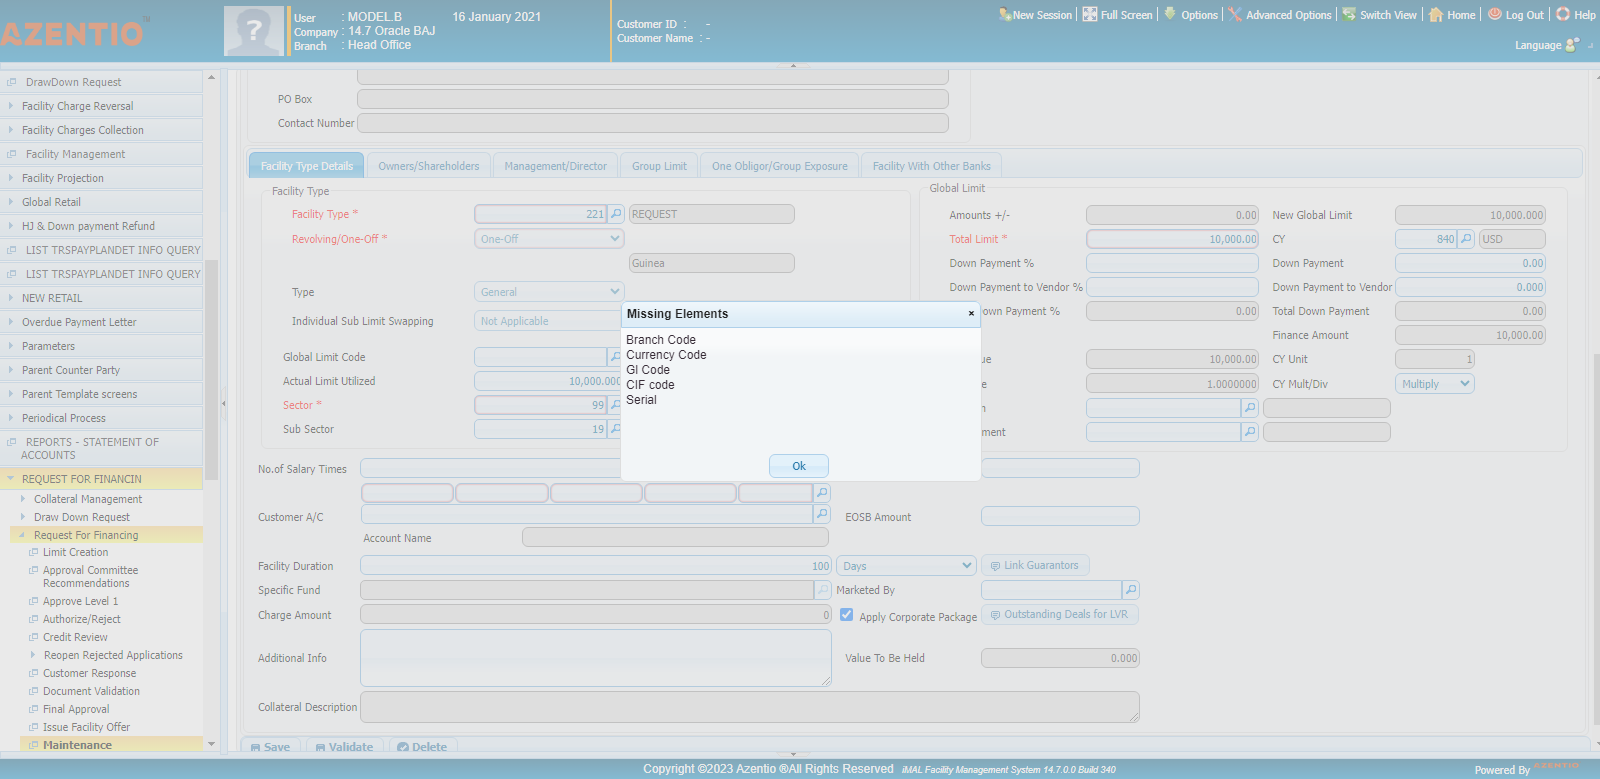 AZENTIO
User : MODEL.B 16 January 2021
Company : 14.7 Oracle BAJ
Branch : Head Office
Customer ID : -
Customer Name : -
New Session Full Screen Options Advanced Options Switch View Home Log Out Help
Language
DrawDown Request
Facility Charge Reversal
Facility Charges Collection
Facility Management
Facility Projection
Global Retail
HJ & Down payment Refund
LIST TRSPAYPLANDET INFO QUERY
LIST TRSPAYPLANDET INFO QUERY
NEW RETAIL
Overdue Payment Letter
Parameters
Parent Counter Party
Parent Template screens
Periodical Process
REPORTS - STATEMENT OF
ACCOUNTS
REQUEST FOR FINANCIN
Collateral Management
Draw Down Request
Request For Financing
Limit Creation
Approval Committee
Recommendations
Approve Level 1
Authorize/Reject
Credit Review
Reopen Rejected Applications
Customer Response
Document Validation
Final Approval
Issue Facility Offer
Maintenance
PO Box
Contact Number
Facility Type Details Owners/Shareholders Management/Director Group Limit One Obligor/Group Exposure Facility With Other Banks
Facility Type
Facility Type * 221 REQUEST
Revolving/One-Off * One-Off
Guinea
Type General
Individual Sub Limit Swapping Not Applicable
Global Limit Code
Actual Limit Utilized 10,000.000
Sector * 99
Sub Sector 19
Global Limit
Amounts +/- 0.00 New Global Limit 10,000.000
Total Limit * 10,000.00 CY 840 USD
Down Payment % Down Payment 0.00
Down Payment to Vendor % Down Payment to Vendor 0.000
own Payment % 0.00 Total Down Payment 0.00
Finance Amount 10,000.00
ue 10,000.00 CY Unit 1
e 1.0000000 CY Mult/Div Multiply
n
ment
Missing Elements ×
Branch Code
Currency Code
Gl Code
CIF code
Serial
Ok
No.of Salary Times
Customer A/C EOSB Amount
Account Name
Facility Duration 100 Days Link Guarantors
Specific Fund Marketed By
Charge Amount 0 Apply Corporate Package Outstanding Deals for LVR
Additional Info Value To Be Held 0.000
Collateral Description
Save Validate Delete
Copyright ©2023 Azentio ®All Rights Reserved iMAL Facility Management System 14.7.0.0 Build 340
Powered By AZENTIO